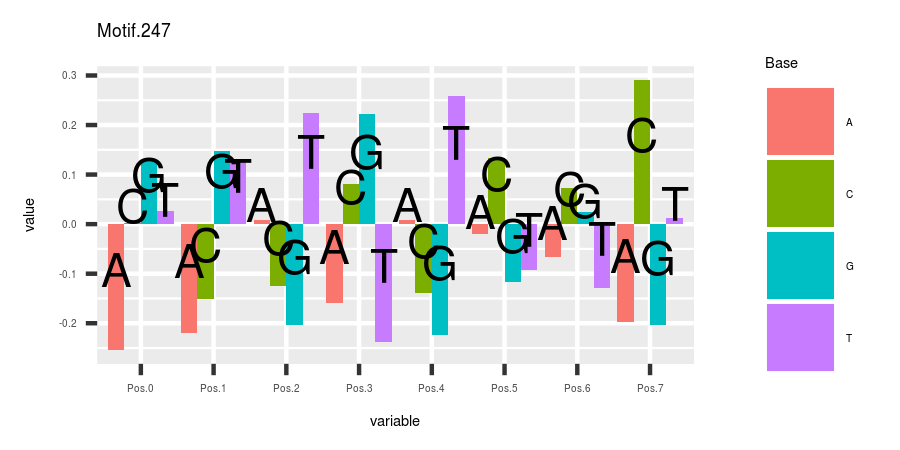 Motif.247
Base
0.3
0.2
0.1
0.0
-0.1
-0.2
value
A C G T A C G T A C G T A C G T A C G T A C G T A C G T A C G T
A
C
G
T
Pos.0 Pos.1 Pos.2 Pos.3 Pos.4 Pos.5 Pos.6 Pos.7
variable